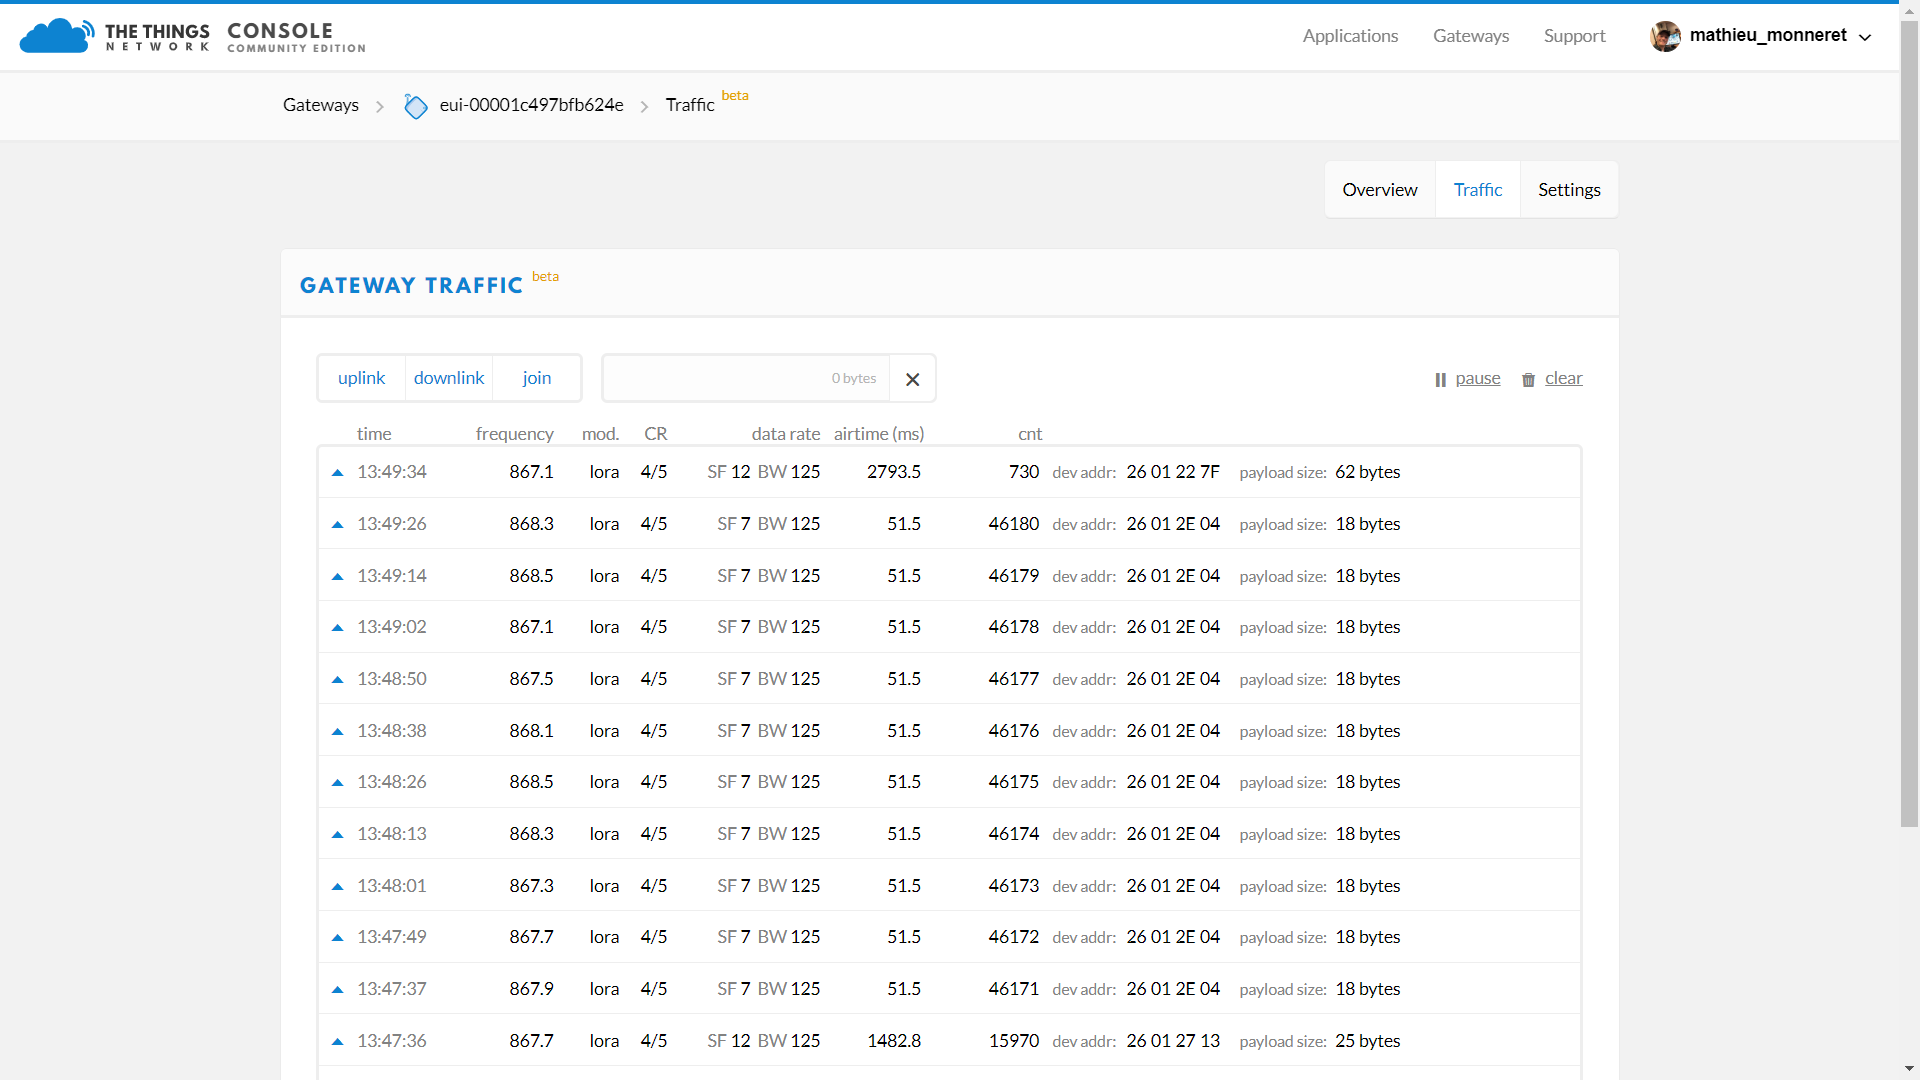 THE THINGS NETWORK CONSOLE COMMUNITY EDITION
Applications Gateways Support mathieu_monneret
Gateways eui-00001c497bfb624e Traffic beta
Overview Traffic Settings
GATEWAY TRAFFIC beta
uplink downlink join 0 bytes pause clear
time frequency mod. CR data rate airtime (ms) cnt
13:49:34 867.1 lora 4/5 SF 12 BW 125 2793.5 730 dev addr: 26 01 22 7F payload size: 62 bytes
13:49:26 868.3 lora 4/5 SF 7 BW 125 51.5 46180 dev addr: 26 01 2E 04 payload size: 18 bytes
13:49:14 868.5 lora 4/5 SF 7 BW 125 51.5 46179 dev addr: 26 01 2E 04 payload size: 18 bytes
13:49:02 867.1 lora 4/5 SF 7 BW 125 51.5 46178 dev addr: 26 01 2E 04 payload size: 18 bytes
13:48:50 867.5 lora 4/5 SF 7 BW 125 51.5 46177 dev addr: 26 01 2E 04 payload size: 18 bytes
13:48:38 868.1 lora 4/5 SF 7 BW 125 51.5 46176 dev addr: 26 01 2E 04 payload size: 18 bytes
13:48:26 868.5 lora 4/5 SF 7 BW 125 51.5 46175 dev addr: 26 01 2E 04 payload size: 18 bytes
13:48:13 868.3 lora 4/5 SF 7 BW 125 51.5 46174 dev addr: 26 01 2E 04 payload size: 18 bytes
13:48:01 867.3 lora 4/5 SF 7 BW 125 51.5 46173 dev addr: 26 01 2E 04 payload size: 18 bytes
13:47:49 867.7 lora 4/5 SF 7 BW 125 51.5 46172 dev addr: 26 01 2E 04 payload size: 18 bytes
13:47:37 867.9 lora 4/5 SF 7 BW 125 51.5 46171 dev addr: 26 01 2E 04 payload size: 18 bytes
13:47:36 867.7 lora 4/5 SF 12 BW 125 1482.8 15970 dev addr: 26 01 27 13 payload size: 25 bytes